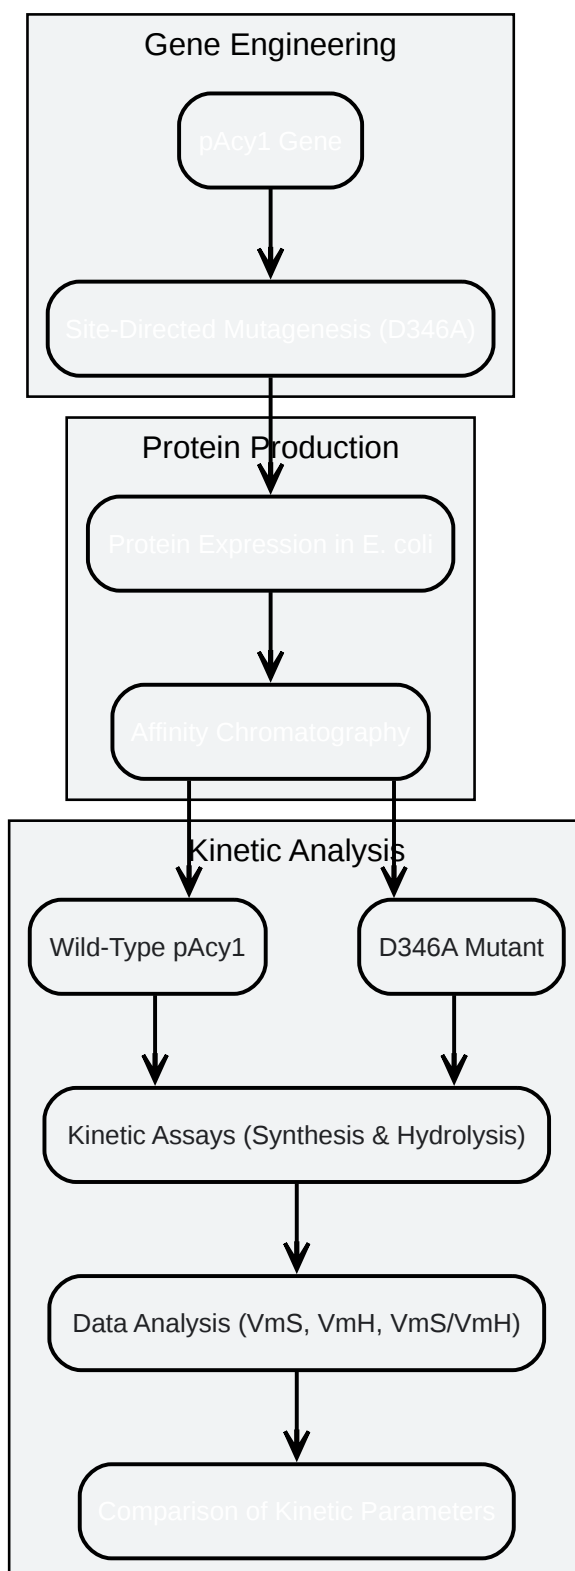 Gene Engineering
pAcy1 Gene
Site-Directed Mutagenesis (D346A)
Protein Production
Protein Expression in E. coli
Affinity Chromatography
Kinetic Analysis
Wild-Type pAcy1
D346A Mutant
Kinetic Assays (Synthesis & Hydrolysis)
Data Analysis (VmS, VmH, VmS/VmH)
Comparison of Kinetic Parameters